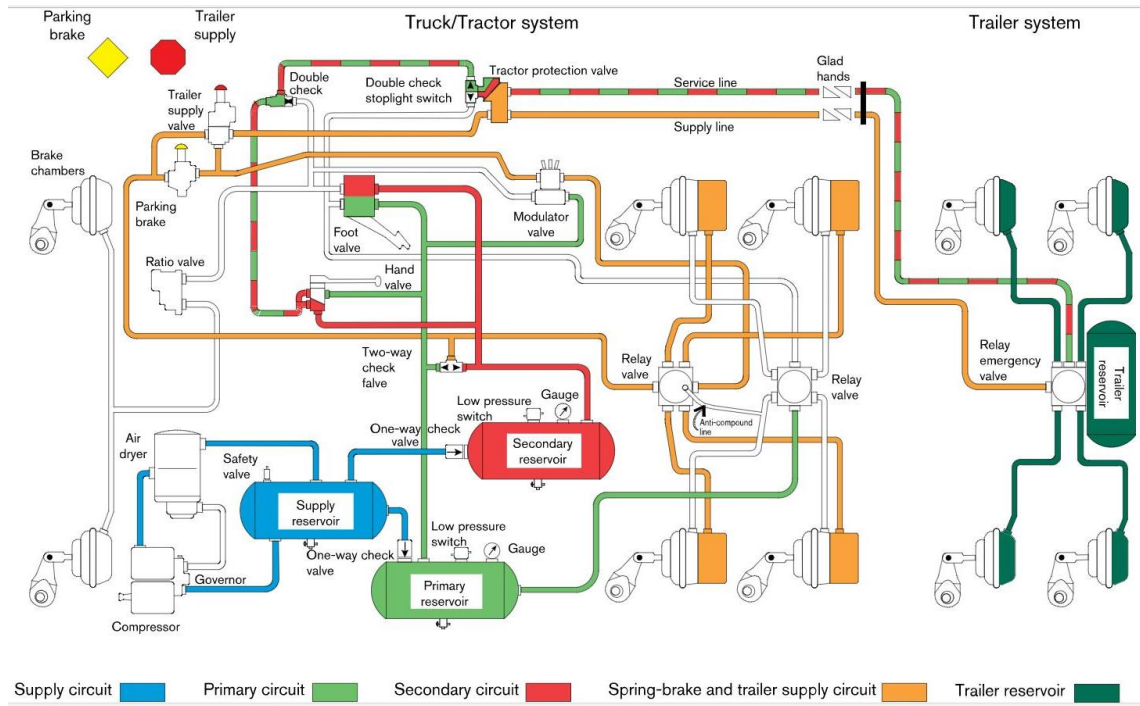 Parking
brake
Trailer
supply
Truck/Tractor system
Trailer system
Double
check
Double check
stoplight switch
Tractor protection valve
Service line
Glad
hands
Trailer
supply
valve
Supply line
Brake
chambers
Parking
brake
Foot
valve
Modulator
valve
Ratio valve
Hand
valve
Two-way
check
falve
Relay
valve
Relay
valve
Relay
emergency
valve
Trailer
reservoir
Anti-compound
line
Low pressure
switch
Gauge
One-way check
valve
Secondary
reservoir
Air
dryer
Safety
valve
Supply
reservoir
One-way check
valve
Low pressure
switch
Gauge
Primary
reservoir
Governor
Compressor
Supply circuit
Primary circuit
Secondary circuit
Spring-brake and trailer supply circuit
Trailer reservoir